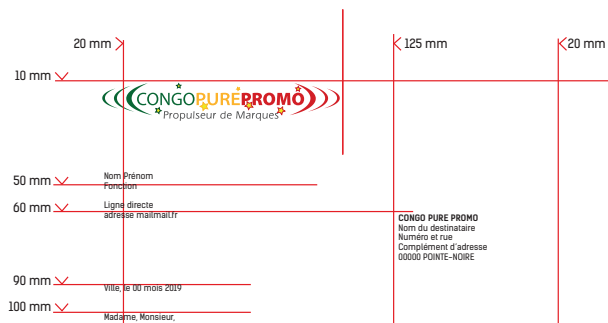 20 mm
125 mm
20 mm
10 mm
CONGOPUREPROMO
Propulseur de Marques
50 mm
Nom Prénom
Fonction
60 mm
Ligne directe
adresse mailmail.fr
CONGO PURE PROMO
Nom du destinataire
Numéro et rue
Complément d'adresse
00000 POINTE-NOIRE
90 mm
Ville, le 00 mois 2019
100 mm
Madame, Monsieur,